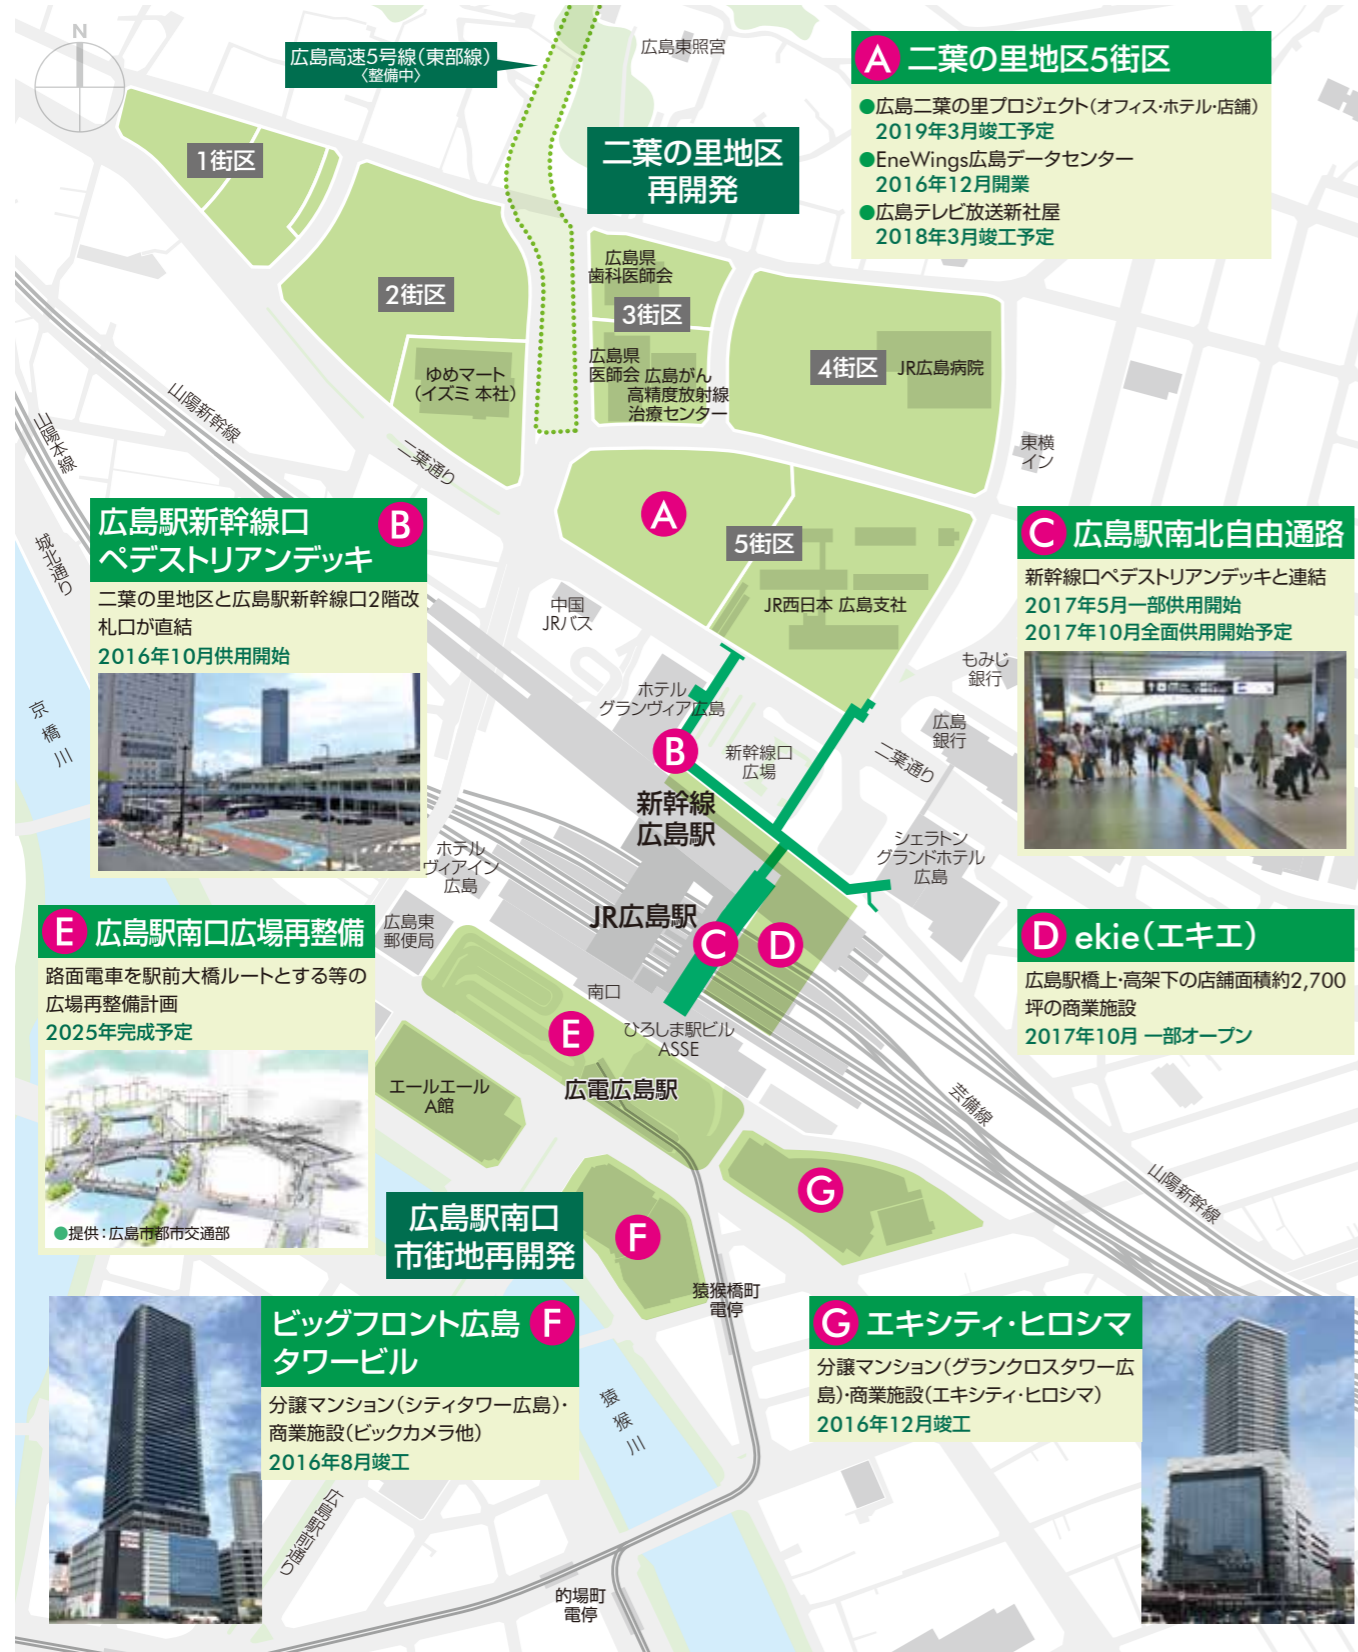 N
広島高速5号線(東部線)
〈整備中〉
広島東照宮
A 二葉の里地区5街区
●広島二葉の里プロジェクト(オフィス・ホテル・店舗)
2019年3月竣工予定
●EneWings広島データセンター
2016年12月開業
●広島テレビ放送新社屋
2018年3月竣工予定
二葉の里地区
再開発
1街区
2街区
広島県
歯科医師会
3街区
広島県
医師会
広島がん
高精度放射線
治療センター
4街区
JR広島病院
ゆめマート
(イズミ 本社)
山陽新幹線
山陽本線
二葉通り
東横
イン
城北通り
A
5街区
JR西日本 広島支社
B 広島駅新幹線口
ペデストリアンデッキ
二葉の里地区と広島駅新幹線口2階改
札口が直結
2016年10月供用開始
C 広島駅南北自由通路
新幹線口ペデストリアンデッキと連結
2017年5月一部供用開始
2017年10月全面供用開始予定
中国
JRバス
もみじ
銀行
ホテル
グランヴィア広島
広島
銀行
京橋川
B
新幹線口
広場
二葉通り
新幹線
広島駅
ホテル
ヴィアイン
広島
シェラトン
グランドホテル
広島
JR広島駅
C
D
広島東
郵便局
E 広島駅南口広場再整備
路面電車を駅前大橋ルートとする等の
広場再整備計画
2025年完成予定
●提供：広島市都市交通部
D ekie(エキエ)
広島駅橋上・高架下の店舗面積約2,700
坪の商業施設
2017年10月 一部オープン
南口
E
ひろしま駅ビル
ASSE
エールエール
A館
広電広島駅
芸備線
山陽新幹線
G
広島駅南口
市街地再開発
F
猿猴橋町
電停
ビッグフロント広島
タワービル F
分譲マンション(シティタワー広島)・
商業施設(ビックカメラ他)
2016年8月竣工
猿猴川
G エキシティ・ヒロシマ
分譲マンション(グランクロスタワー広
島)・商業施設(エキシティ・ヒロシマ)
2016年12月竣工
広島駅前通り
的場町
電停